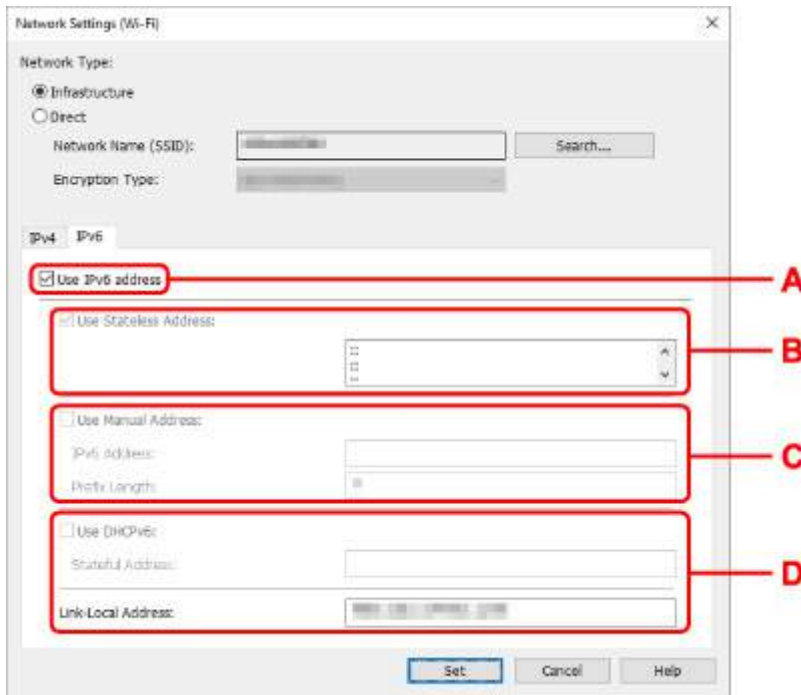 Network Settings (Wi-Fi)
Network Type:
Infrastructure
Direct
Network Name (SSID):
Search...
Encryption Type:
IPv4 IPv6
Use IPv6 address
A
Use Stateless Address:
::
::
::
B
Use Manual Address:
IPv6 Address:
Prefix Length:
C
Use DHCPv6:
Stateful Address:
D
Link-Local Address:
Set Cancel Help